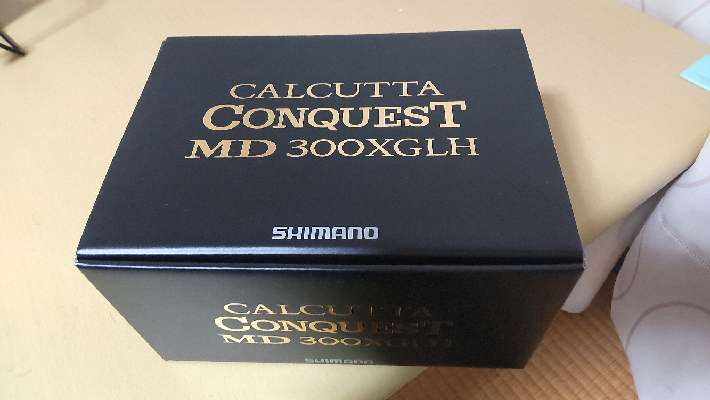 CALCUTTA
CONQUEST
MD 300XGLH
SHIMANO
CALCUTTA
CONQUEST
MD 300XGLH
SHIMANO